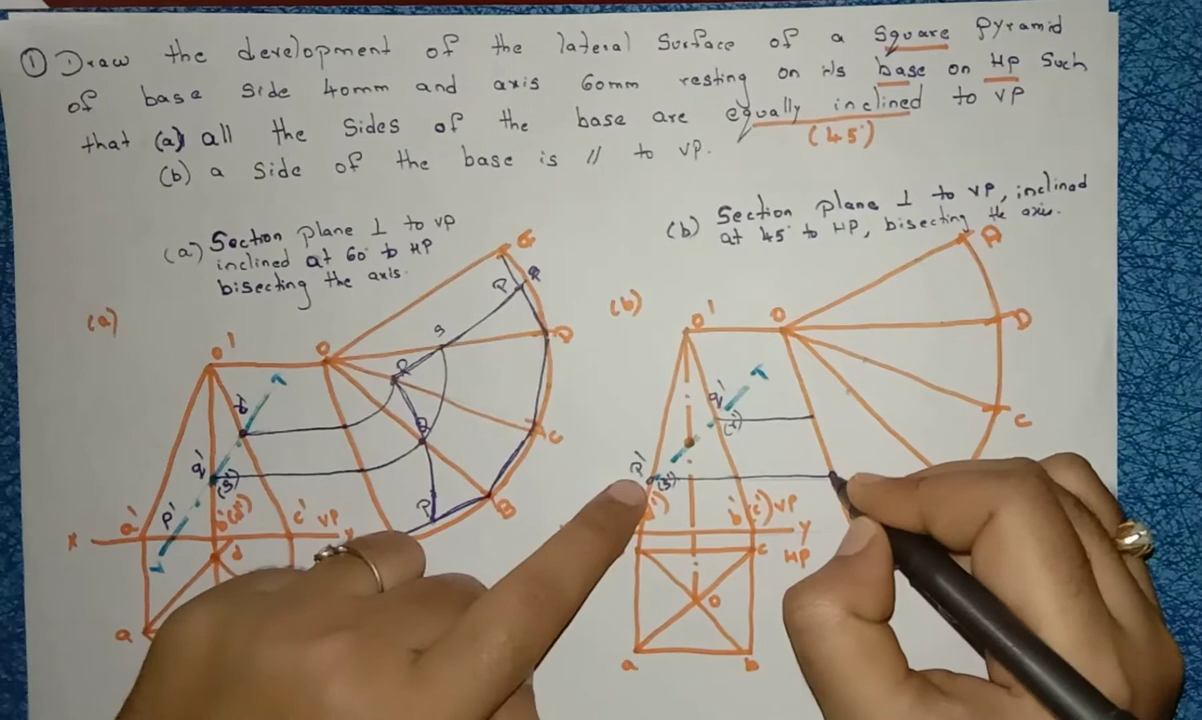 ① Draw the development of the lateral Surface of a Square Pyramid
of base side 40mm and axis 60mm resting on its base on HP Such
that (a) all the Sides of the base are equally inclined to VP
(45°)
(b) a side of the base is // to VP.
(a) Section plane ⊥ to VP
inclined at 60° to HP
bisecting the axis.
(b) Section plane ⊥ to VP, inclined
at 45° to HP, bisecting the axis.
(a)
O'
O
D
C
B
S
R
Q
P
P
q'
(s')
p'
a'
b'(d')
c'
VP
X
Y
d
a
(b)
O'
O
A
D
C
q'
(r')
P'
(s')
b'(c')
VP
Y
HP
c
O
a
b